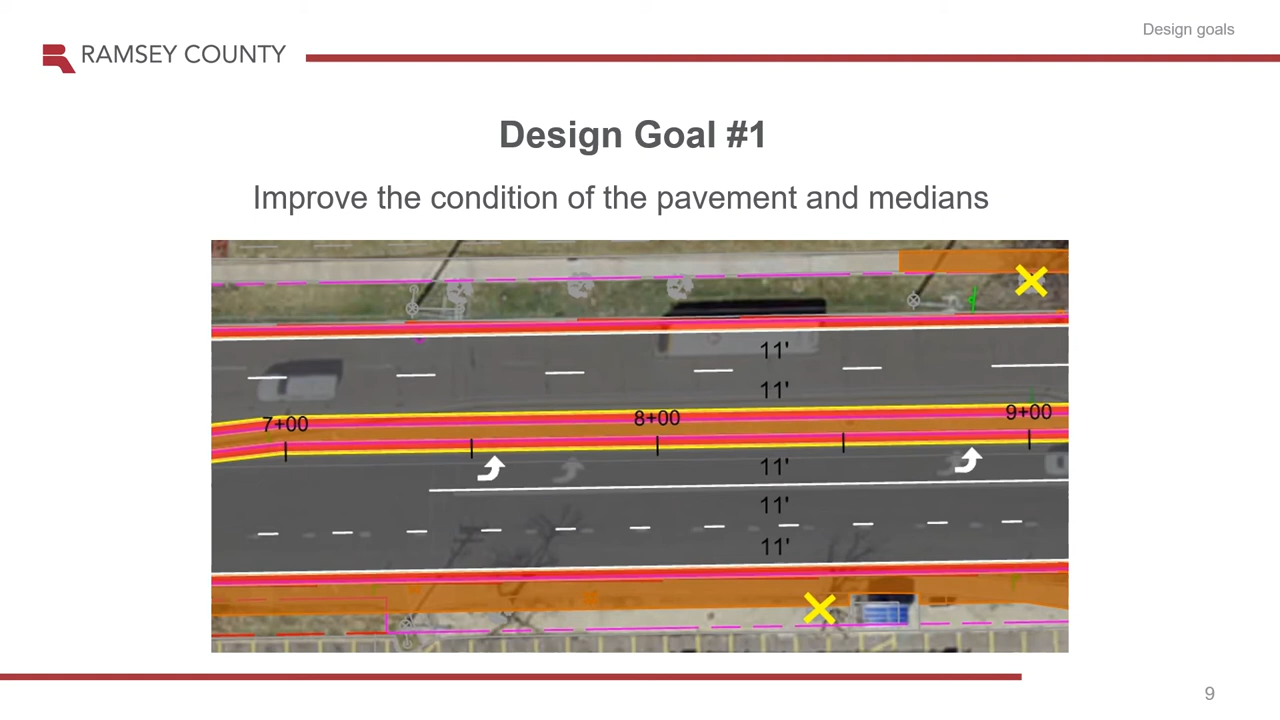 Design goals
RAMSEY COUNTY
Design Goal #1
Improve the condition of the pavement and medians
11'
11'
7+00
8+00
9+00
11'
11'
11'
9